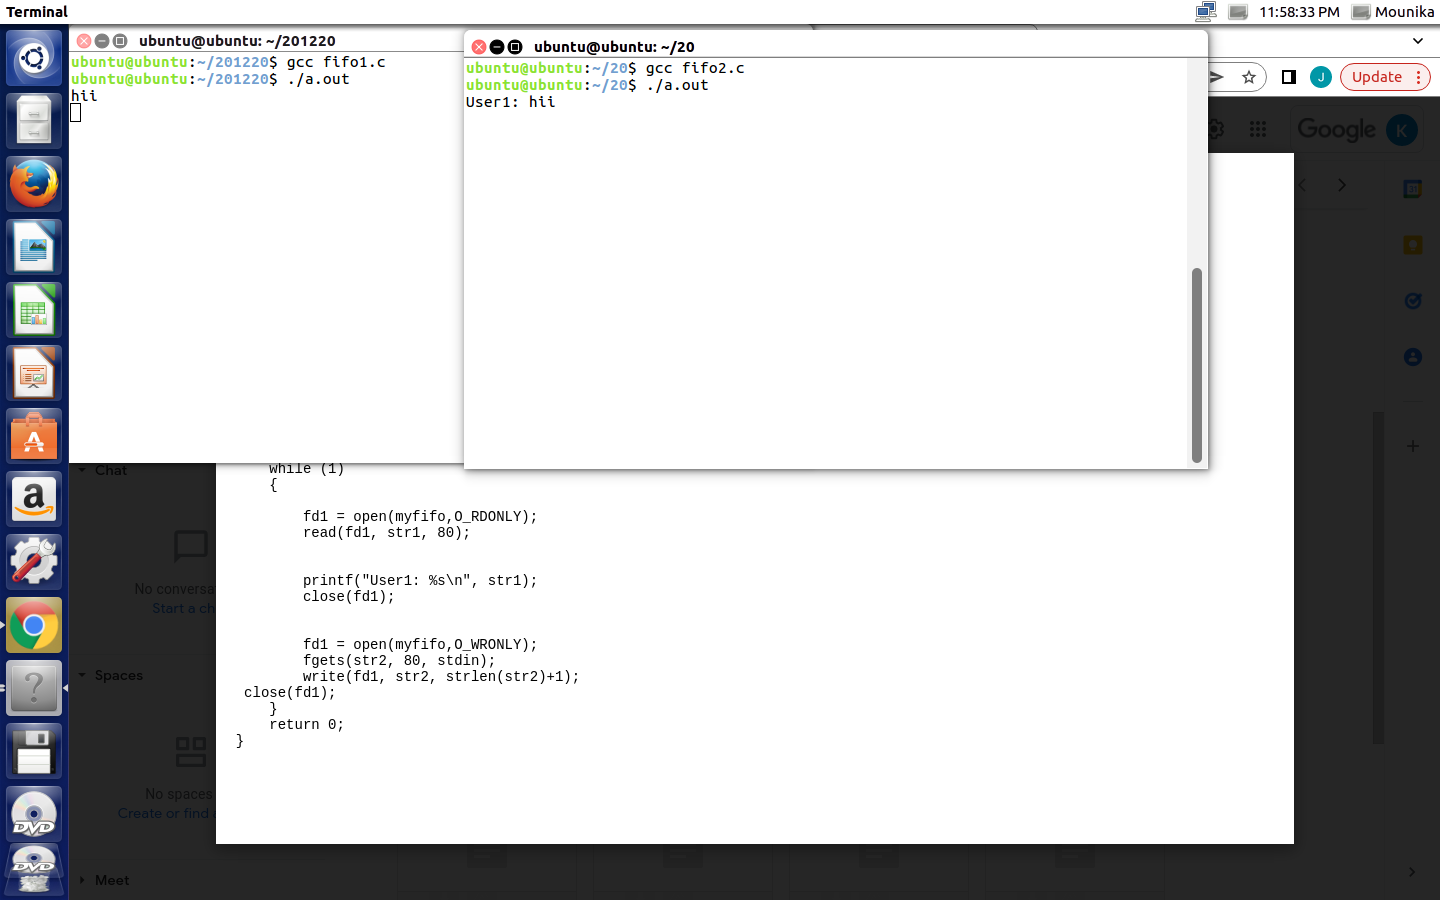 Terminal
11:58:33 PM
Mounika
ubuntu@ubuntu: ~/201220
ubuntu@ubuntu:~/201220$ gcc fifo1.c
ubuntu@ubuntu:~/201220$ ./a.out
hii
ubuntu@ubuntu: ~/20
ubuntu@ubuntu:~/20$ gcc fifo2.c
ubuntu@ubuntu:~/20$ ./a.out
User1: hii
J
Update
Google
K
31
Chat
No conversa
Start a ch
Spaces
No spaces
Create or find
Meet
while (1)
{
fd1 = open(myfifo,O_RDONLY);
read(fd1, str1, 80);
printf("User1: %s\n", str1);
close(fd1);
fd1 = open(myfifo,O_WRONLY);
fgets(str2, 80, stdin);
write(fd1, str2, strlen(str2)+1);
close(fd1);
}
return 0;
}
A
a
?
DVD
DVD